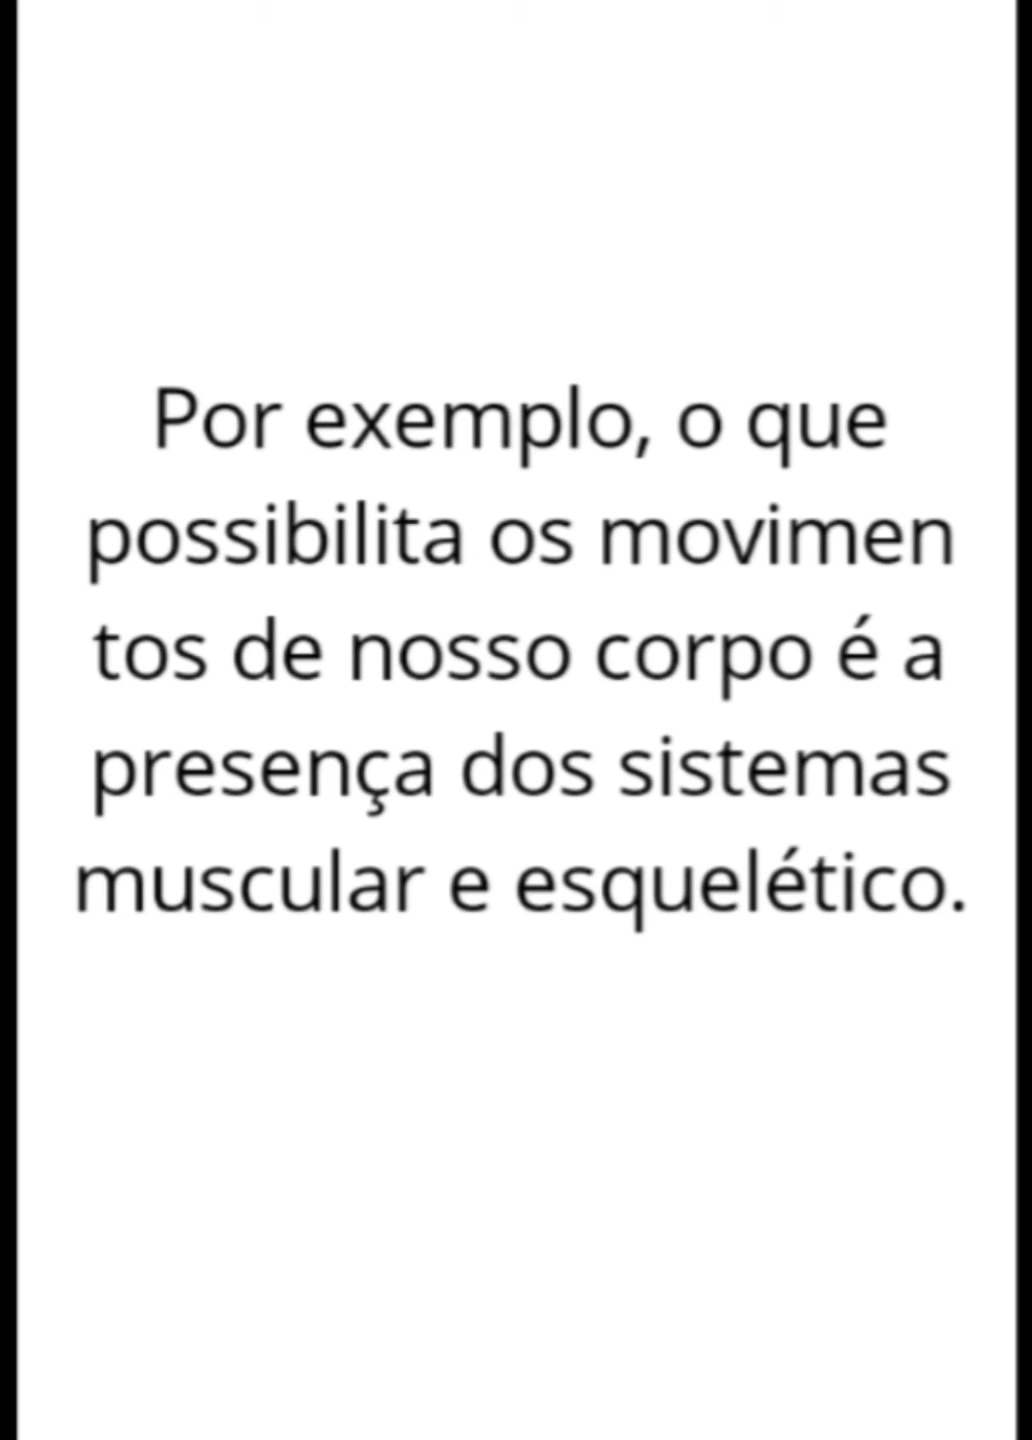 Por exemplo, o que
possibilita os movimen
tos de nosso corpo é a
presença dos sistemas
muscular e esquelético.